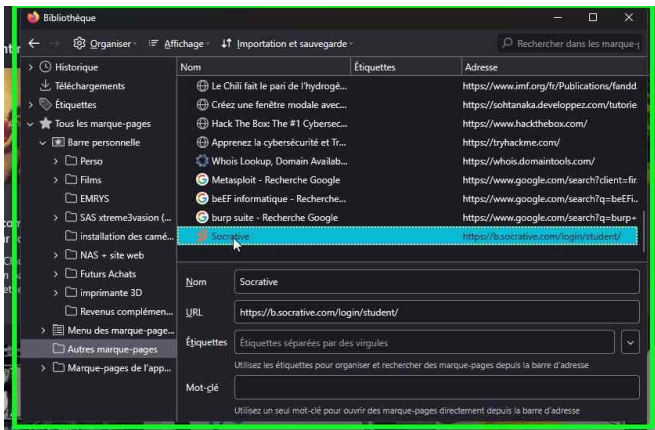 Bibliothèque
Organiser Affichage Importation et sauvegarde Rechercher dans les marque-p
Historique
Téléchargements
Étiquettes
Tous les marque-pages
Barre personnelle
Perso
Films
EMRYS
SAS xtreme3vasion (...
installation des camé...
NAS + site web
Futurs Achats
imprimante 3D
Revenus complémen...
Menu des marque-page...
Autres marque-pages
Marque-pages de l'app...
Nom Étiquettes Adresse
Le Chili fait le pari de l'hydrogè... https://www.imf.org/fr/Publications/fandd
Créez une fenêtre modale avec... https://sohtanaka.developpez.com/tutorie
Hack The Box: The #1 Cybersec... https://www.hackthebox.com/
Apprenez la cybersécurité et Tr... https://tryhackme.com/
Whois Lookup, Domain Availab... https://whois.domaintools.com/
Metasploit - Recherche Google https://www.google.com/search?client=fir
beEF informatique - Recherche... https://www.google.com/search?q=beEFi..
burp suite - Recherche Google https://www.google.com/search?q=burp+
Socrative https://b.socrative.com/login/student/
Nom Socrative
URL https://b.socrative.com/login/student/
Étiquettes Étiquettes séparées par des virgules
Utilisez les étiquettes pour organiser et rechercher des marque-pages depuis la barre d'adresse
Mot-clé
Utilisez un seul mot-clé pour ouvrir des marque-pages directement depuis la barre d'adresse